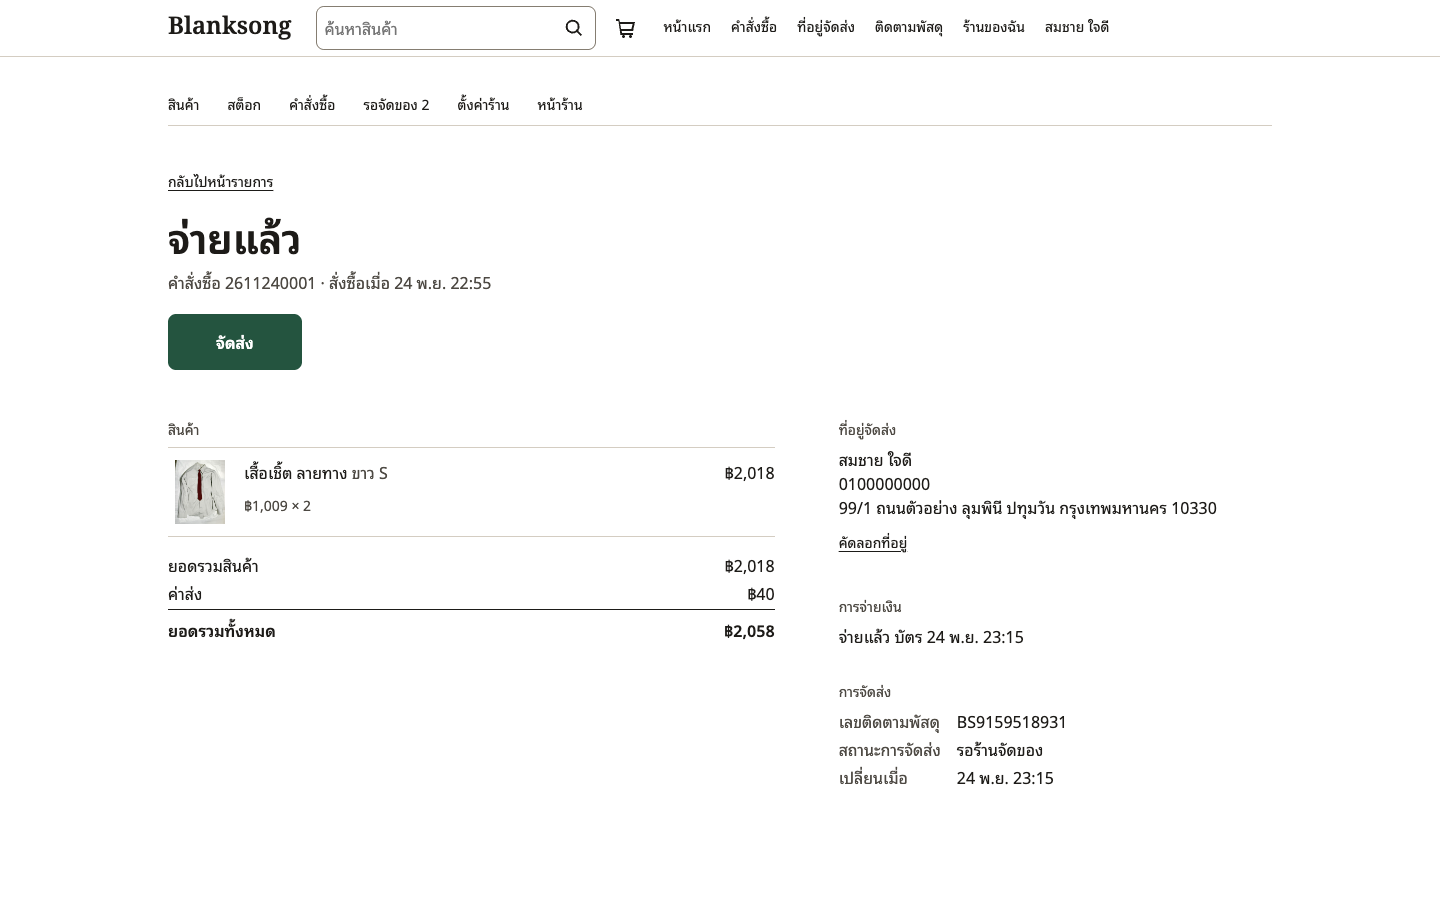 Blanksong
ค้นหาสินค้า
หน้าแรก คำสั่งซื้อ ที่อยู่จัดส่ง ติดตามพัสดุ ร้านของฉัน สมชาย ใจดี
สินค้า สต็อก คำสั่งซื้อ รอจัดของ 2 ตั้งค่าร้าน หน้าร้าน
กลับไปหน้ารายการ
จ่ายแล้ว
คำสั่งซื้อ 2611240001 · สั่งซื้อเมื่อ 24 พ.ย. 22:55
จัดส่ง
สินค้า
เสื้อเชิ้ต ลายทาง ขาว S ฿2,018
฿1,009 × 2
ยอดรวมสินค้า ฿2,018
ค่าส่ง ฿40
ยอดรวมทั้งหมด ฿2,058
ที่อยู่จัดส่ง
สมชาย ใจดี
0100000000
99/1 ถนนตัวอย่าง ลุมพินี ปทุมวัน กรุงเทพมหานคร 10330
คัดลอกที่อยู่
การจ่ายเงิน
จ่ายแล้ว บัตร 24 พ.ย. 23:15
การจัดส่ง
เลขติดตามพัสดุ BS9159518931
สถานะการจัดส่ง รอร้านจัดของ
เปลี่ยนเมื่อ 24 พ.ย. 23:15